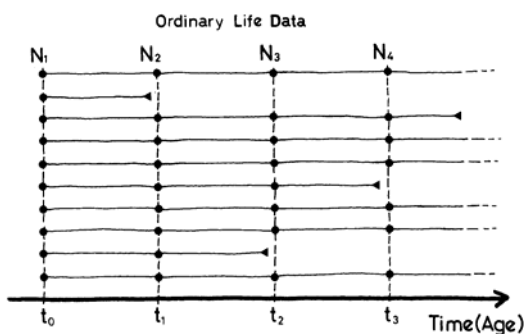 Ordinary Life Data
N₁ N₂ N₃ N₄
t₀ t₁ t₂ t₃ Time(Age)